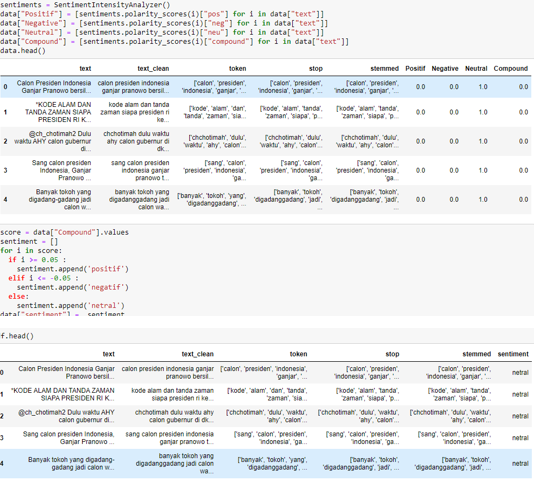 sentiments = SentimentIntensityAnalyzer()
data["Positif"] = [sentiments.polarity_scores(i)["pos"] for i in data["text"]]
data["Negative"] = [sentiments.polarity_scores(i)["neg"] for i in data["text"]]
data["Neutral"] = [sentiments.polarity_scores(i)["neu"] for i in data["text"]]
data["Compound"] = [sentiments.polarity_scores(i)["compound"] for i in data["text"]]
data.head()
text text_clean token stop stemmed Positif Negative Neutral Compound
0 Calon Presiden Indonesia Ganjar Pranowo bersil... calon presiden indonesia ganjar pranowo bersil... ['calon', 'presiden', 'indonesia', 'ganjar', '... ['calon', 'presiden', 'indonesia', 'ganjar', '... ['calon', 'presiden', 'indonesia', 'ganjar', '... 0.0 0.0 1.0 0.0
1 "KODE ALAM DAN TANDA ZAMAN SIAPA PRESIDEN RI K... kode alam dan tanda zaman siapa presiden ri ke... ['kode', 'alam', 'dan', 'tanda', 'zaman', 'sia... ['kode', 'alam', 'tanda', 'zaman', 'siapa', 'p... ['kode', 'alam', 'tanda', 'zaman', 'siapa', 'p... 0.0 0.0 1.0 0.0
2 @ch_chotimah2 Dulu waktu AHY calon gubernur di... chchotimah dulu waktu ahy calon gubernur di dk... ['chchotimah', 'dulu', 'waktu', 'ahy', 'calon'... ['chchotimah', 'dulu', 'waktu', 'ahy', 'calon'... ['chchotimah', 'dulu', 'waktu', 'ahy', 'calon'... 0.0 0.0 1.0 0.0
3 Sang calon presiden Indonesia, Ganjar Pranowo ... sang calon presiden indonesia ganjar pranowo t... ['sang', 'calon', 'presiden', 'indonesia', 'ga... ['sang', 'calon', 'presiden', 'indonesia', 'ga... ['sang', 'calon', 'presiden', 'indonesia', 'ga... 0.0 0.0 1.0 0.0
4 Banyak tokoh yang digadang-gadang jadi calon w... banyak tokoh yang digadanggadang jadi calon wa... ['banyak', 'tokoh', 'yang', 'digadanggadang', ... ['banyak', 'tokoh', 'digadanggadang', 'jadi', ... ['banyak', 'tokoh', 'digadanggadang', 'jadi', ... 0.0 0.0 1.0 0.0
score = data["Compound"].values
sentiment = []
for i in score:
if i >= 0.05 :
sentiment.append('positif')
elif i <= -0.05 :
sentiment.append('negatif')
else:
sentiment.append('netral')
data["sentiment"] = sentiment
f.head()
text text_clean token stop stemmed sentiment
0 Calon Presiden Indonesia Ganjar Pranowo bersil... calon presiden indonesia ganjar pranowo bersil... ['calon', 'presiden', 'indonesia', 'ganjar', '... ['calon', 'presiden', 'indonesia', 'ganjar', '... ['calon', 'presiden', 'indonesia', 'ganjar', '... netral
1 "KODE ALAM DAN TANDA ZAMAN SIAPA PRESIDEN RI K... kode alam dan tanda zaman siapa presiden ri ke... ['kode', 'alam', 'dan', 'tanda', 'zaman', 'sia... ['kode', 'alam', 'tanda', 'zaman', 'siapa', 'p... ['kode', 'alam', 'tanda', 'zaman', 'siapa', 'p... netral
2 @ch_chotimah2 Dulu waktu AHY calon gubernur di... chchotimah dulu waktu ahy calon gubernur di dk... ['chchotimah', 'dulu', 'waktu', 'ahy', 'calon'... ['chchotimah', 'dulu', 'waktu', 'ahy', 'calon'... ['chchotimah', 'dulu', 'waktu', 'ahy', 'calon'... netral
3 Sang calon presiden Indonesia, Ganjar Pranowo ... sang calon presiden indonesia ganjar pranowo t... ['sang', 'calon', 'presiden', 'indonesia', 'ga... ['sang', 'calon', 'presiden', 'indonesia', 'ga... ['sang', 'calon', 'presiden', 'indonesia', 'ga... netral
4 Banyak tokoh yang digadang-gadang jadi calon w... banyak tokoh yang digadanggadang jadi calon wa... ['banyak', 'tokoh', 'yang', 'digadanggadang', ... ['banyak', 'tokoh', 'digadanggadang', 'jadi', ... ['banyak', 'tokoh', 'digadanggadang', 'jadi', ... netral